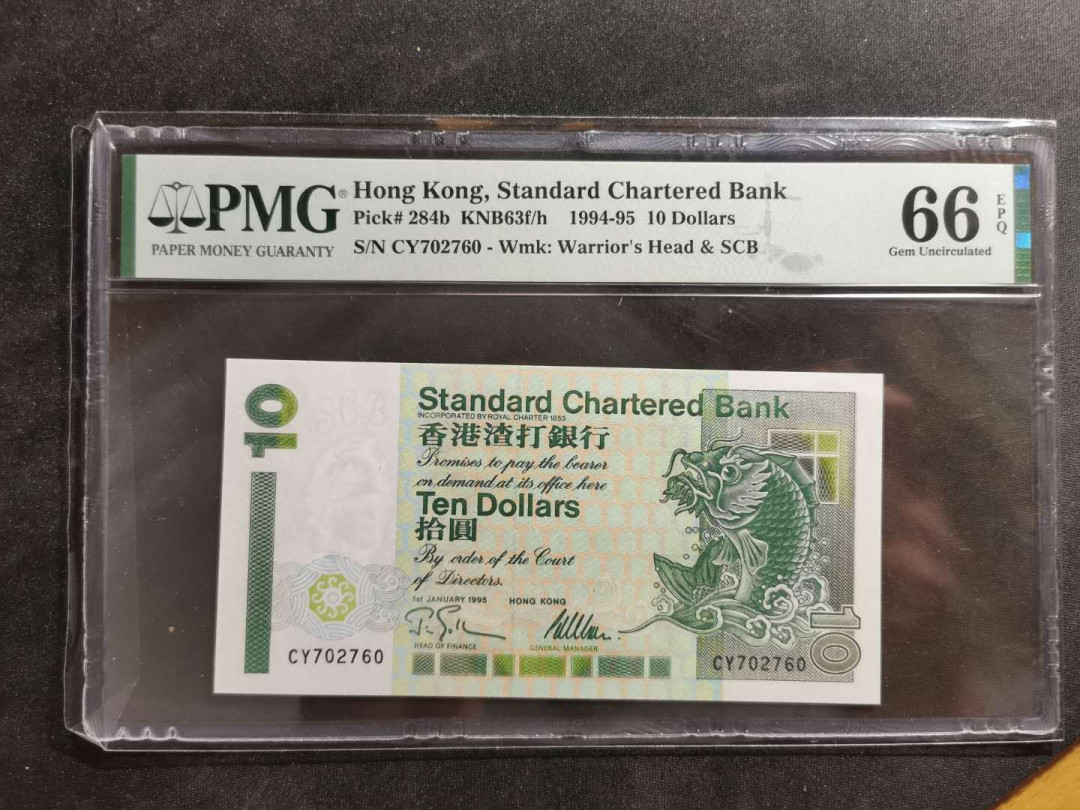 PMG®
PAPER MONEY GUARANTY
Hong Kong, Standard Chartered Bank
Pick# 284b KNB63f/h 1994-95 10 Dollars
S/N CY702760 - Wmk: Warrior's Head & SCB
66
EPQ
Gem Uncirculated
10
Standard Chartered Bank
INCORPORATED BY ROYAL CHARTER 1853
香港渣打銀行
Promises to pay the bearer
on demand at its office here
Ten Dollars
拾圓
By order of the Court
of Directors.
1st JANUARY 1995 HONG KONG
HEAD OF FINANCE
GENERAL MANAGER
CY702760
CY702760
10